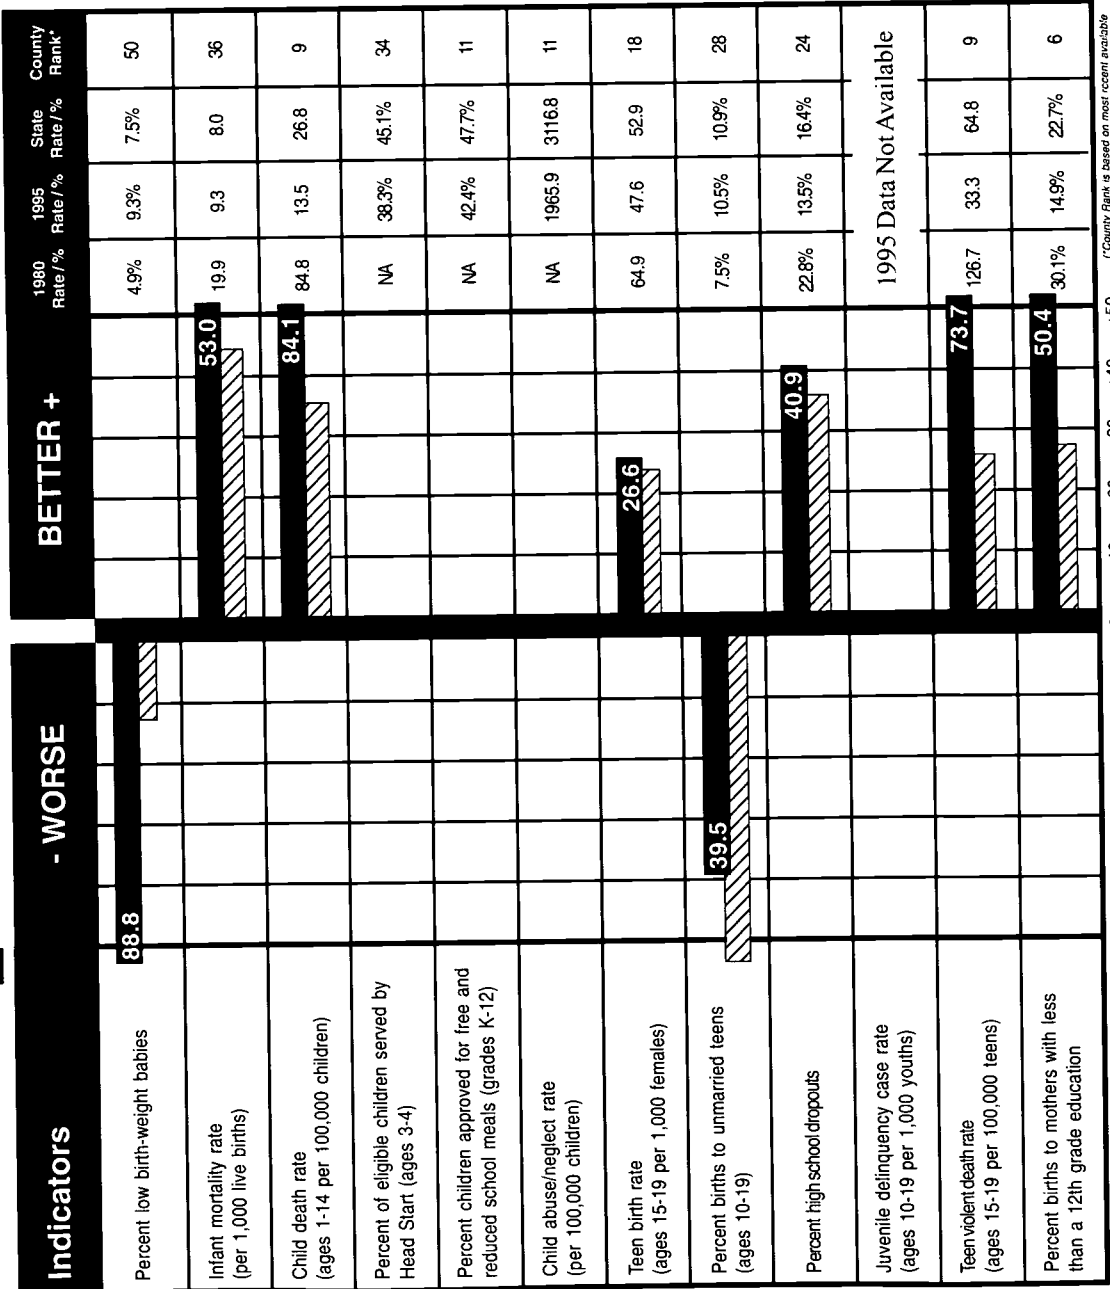 Indicators
- WORSE
BETTER +
1980
Rate / %
1995
Rate / %
State
Rate / %
County
Rank*
Percent low birth-weight babies
88.8
4.9%
9.3%
7.5%
50
Infant mortality rate
(per 1,000 live births)
53.0
19.9
9.3
8.0
36
Child death rate
(ages 1-14 per 100,000 children)
84.1
84.8
13.5
26.8
9
Percent of eligible children served by
Head Start (ages 3-4)
NA
38.3%
45.1%
34
Percent children approved for free and
reduced school meals (grades K-12)
NA
42.4%
47.7%
11
Child abuse/neglect rate
(per 100,000 children)
NA
1965.9
3116.8
11
Teen birth rate
(ages 15-19 per 1,000 females)
26.6
64.9
47.6
52.9
18
Percent births to unmarried teens
(ages 10-19)
39.5
7.5%
10.5%
10.9%
28
Percent high school dropouts
40.9
22.8%
13.5%
16.4%
24
Juvenile delinquency case rate
(ages 10-19 per 1,000 youths)
1995 Data Not Available
Teen violent death rate
(ages 15-19 per 100,000 teens)
73.7
126.7
33.3
64.8
9
Percent births to mothers with less
than a 12th grade education
50.4
30.1%
14.9%
22.7%
6
(*County Rank is based on most recent available